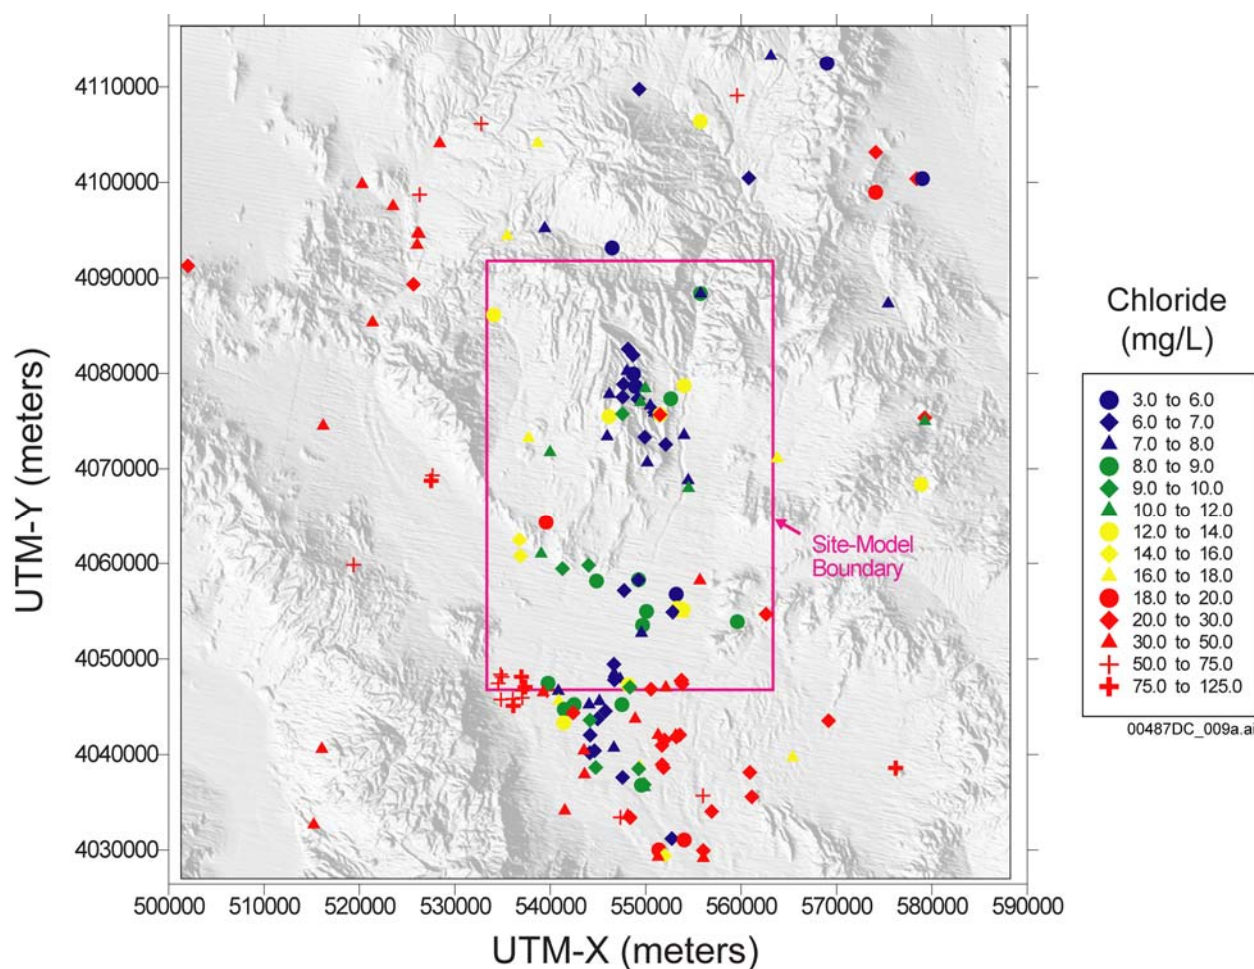 4110000
4100000
4090000
4080000
4070000
4060000
4050000
4040000
4030000
UTM-Y (meters)
500000 510000 520000 530000 540000 550000 560000 570000 580000 590000
UTM-X (meters)
Site-Model
Boundary
Chloride
(mg/L)
3.0 to 6.0
6.0 to 7.0
7.0 to 8.0
8.0 to 9.0
9.0 to 10.0
10.0 to 12.0
12.0 to 14.0
14.0 to 16.0
16.0 to 18.0
18.0 to 20.0
20.0 to 30.0
30.0 to 50.0
50.0 to 75.0
75.0 to 125.0
00487DC_009a.ai